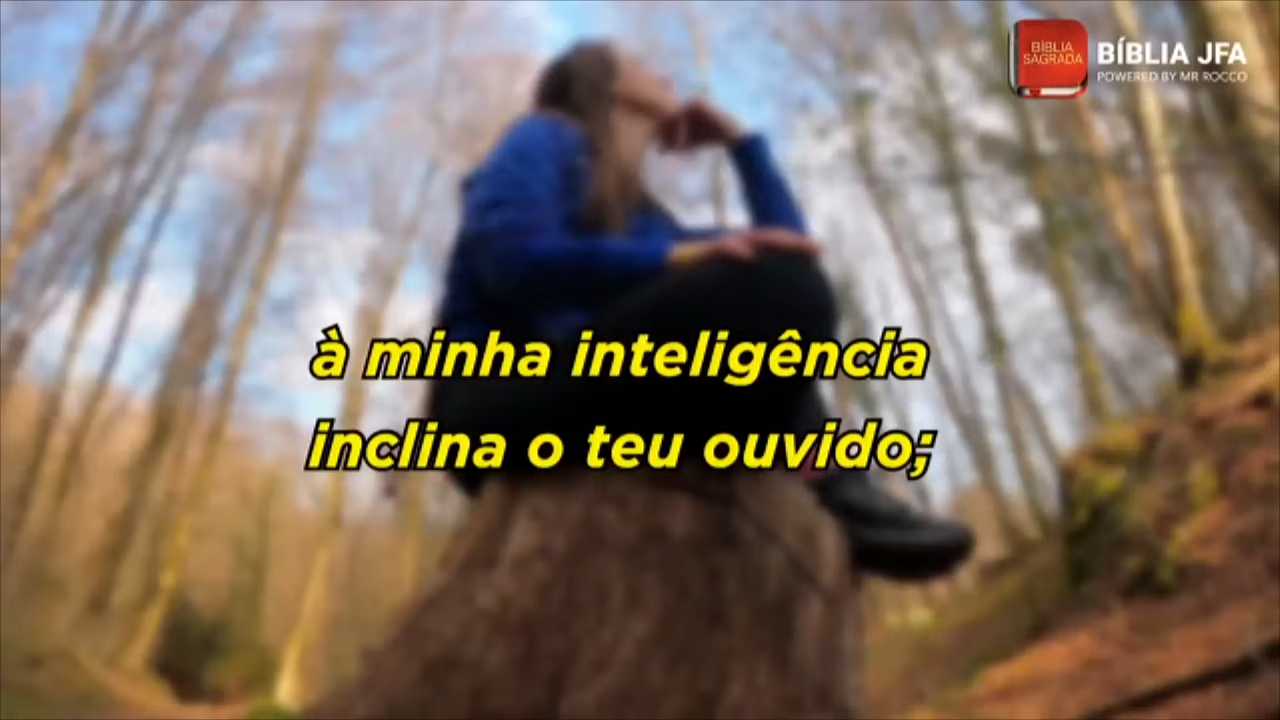 BÍBLIA
SAGRADA
BÍBLIA JFA
POWERED BY MR ROCCO
à minha inteligência
inclina o teu ouvido;